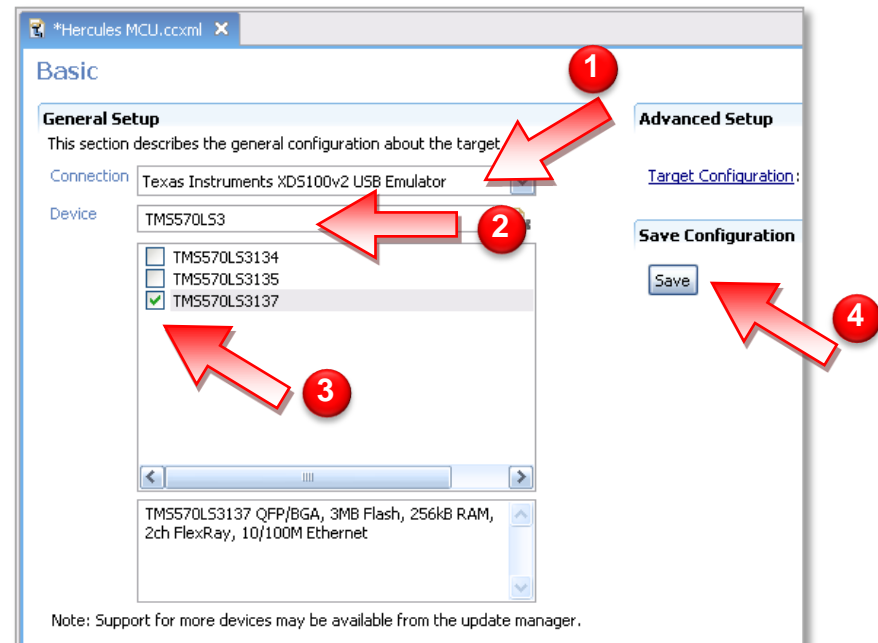 *Hercules MCU.ccxml
Basic
1
General Setup
This section describes the general configuration about the target
Connection
Texas Instruments XDS100v2 USB Emulator
Device
TMS570LS3
2
TMS570LS3134
TMS570LS3135
TMS570LS3137
3
TMS570LS3137 QFP/BGA, 3MB Flash, 256kB RAM,
2ch FlexRay, 10/100M Ethernet
Note: Support for more devices may be available from the update manager.
Advanced Setup
Target Configuration:
Save Configuration
Save
4